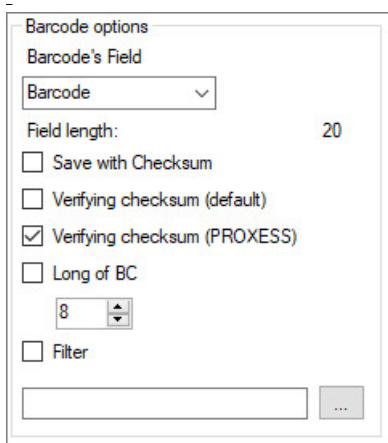 Barcode options
Barcode's Field
Barcode
Field length: 20
Save with Checksum
Verifying checksum (default)
Verifying checksum (PROXESS)
Long of BC
8
Filter
...